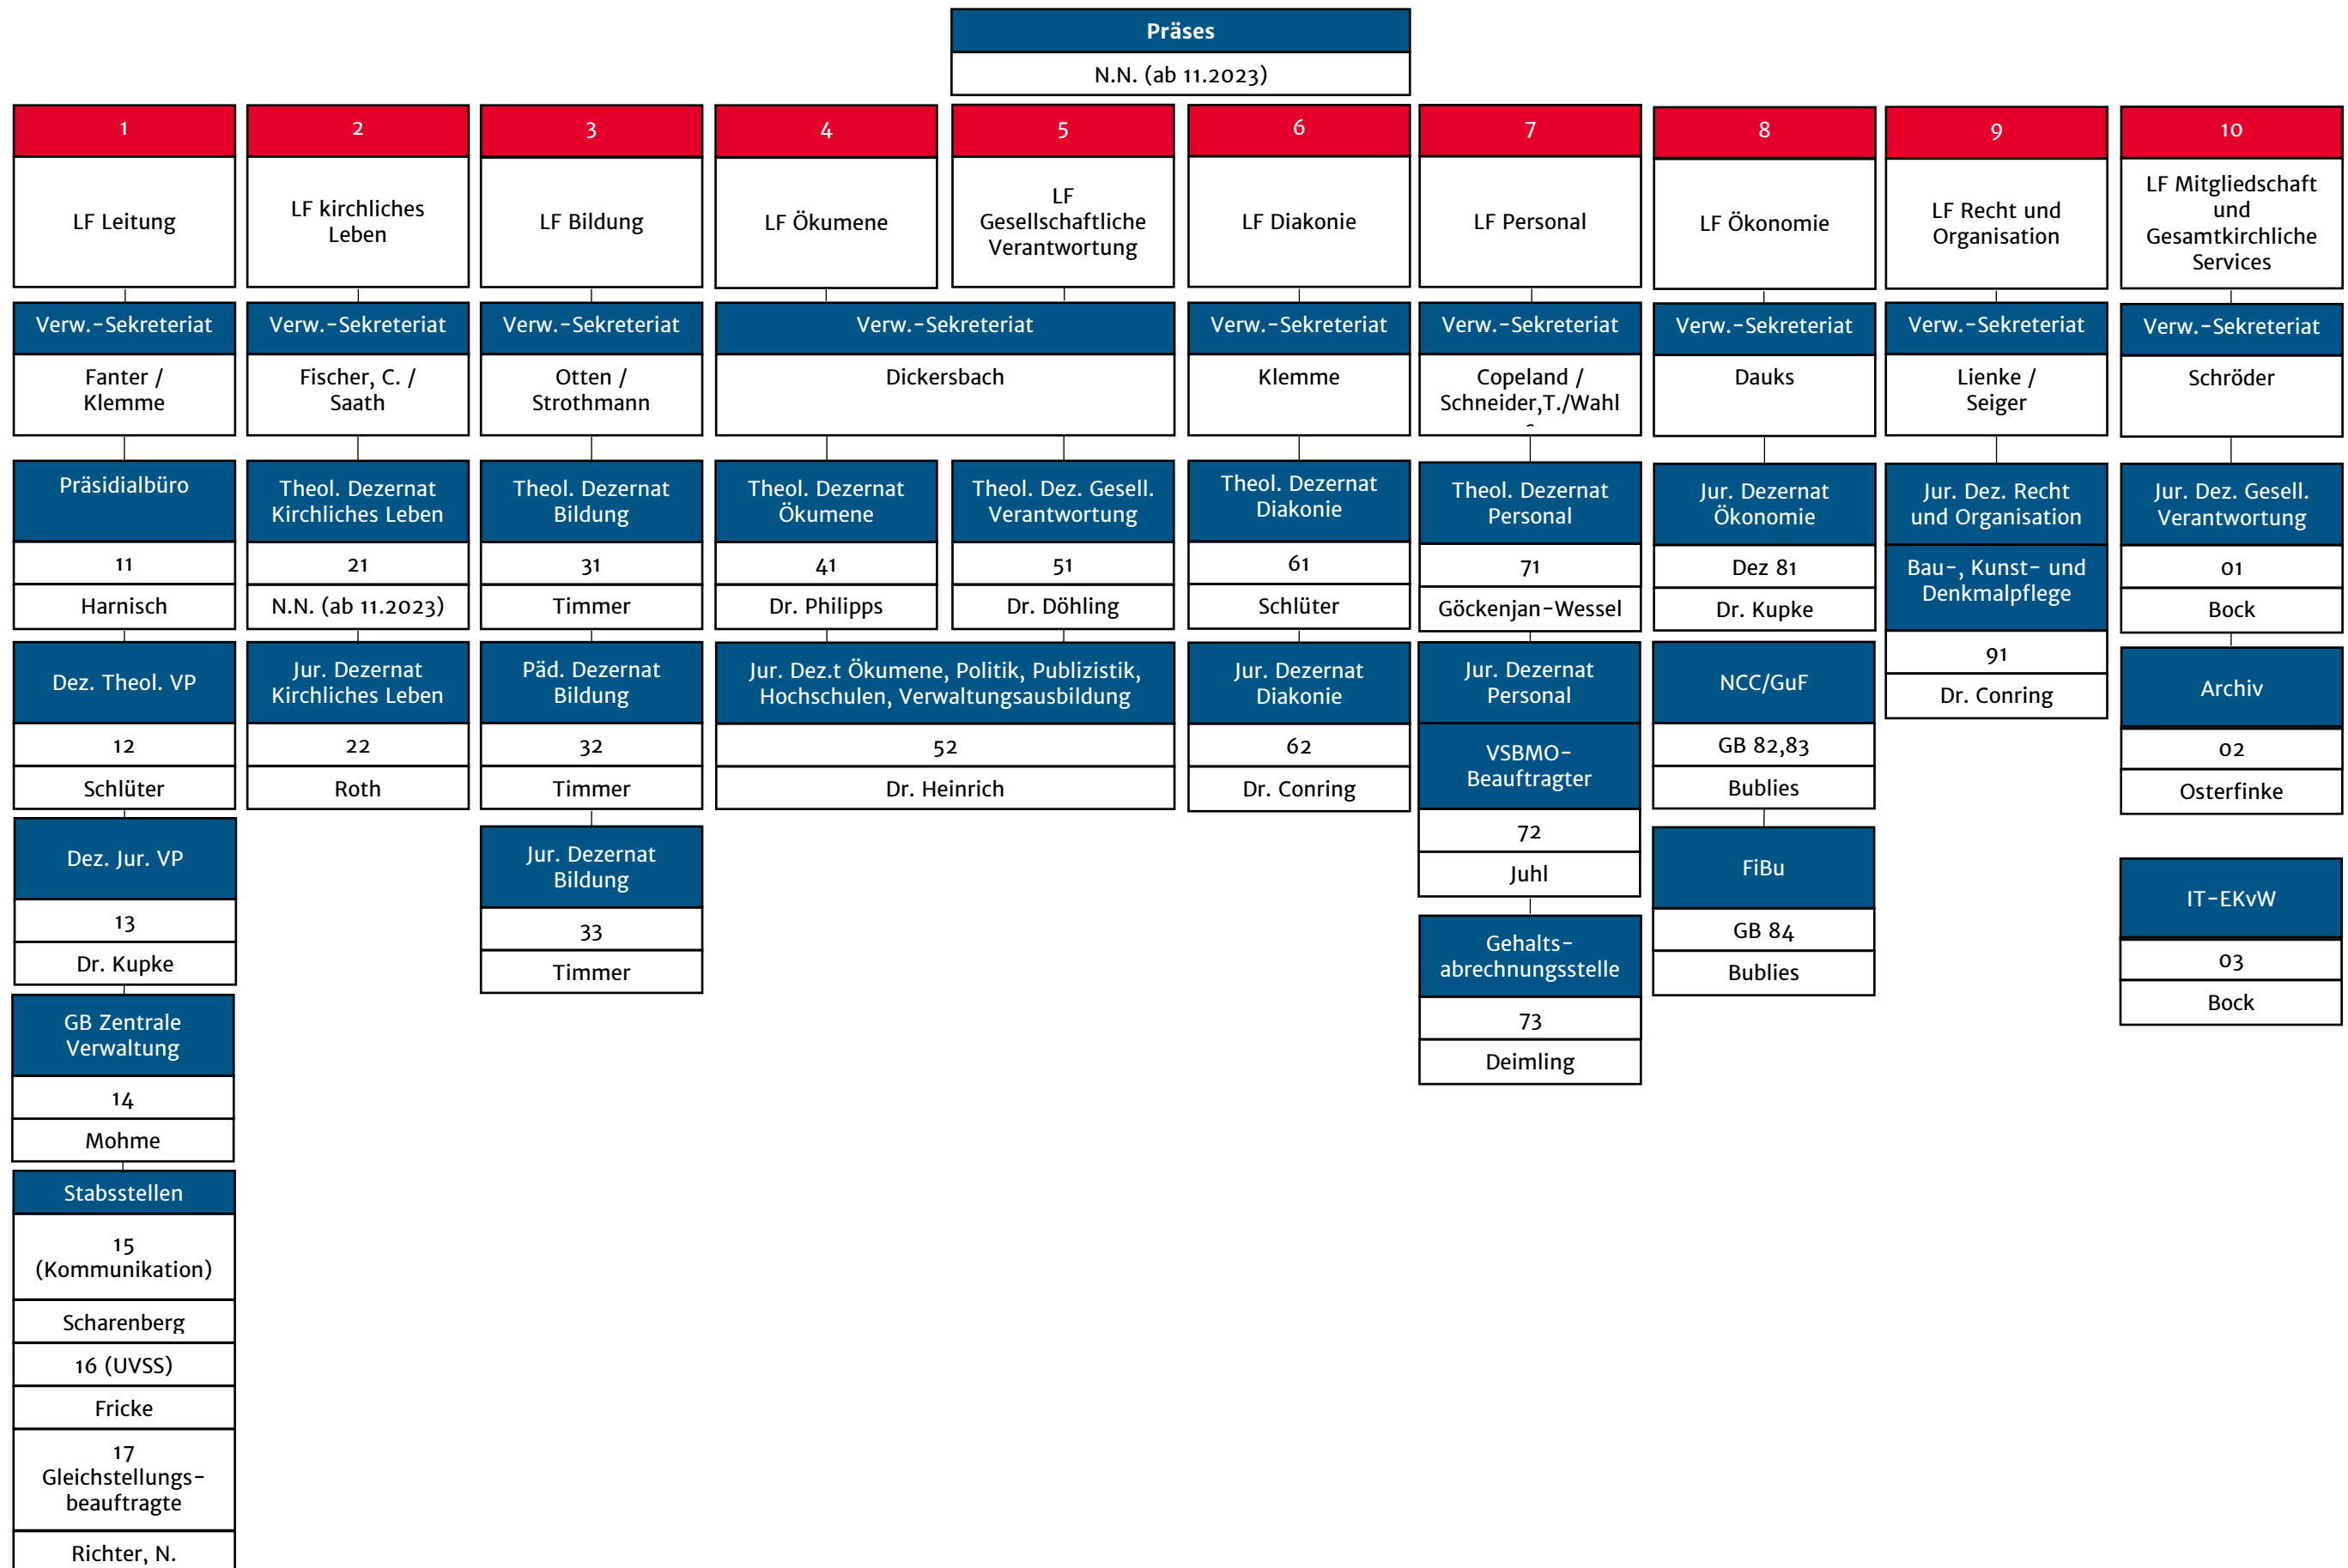 Präses
N.N. (ab 11.2023)
1
LF Leitung
Verw.-Sekreteriat
Fanter /
Klemme
Präsidialbüro
11
Harnisch
Dez. Theol. VP
12
Schlüter
Dez. Jur. VP
13
Dr. Kupke
GB Zentrale
Verwaltung
14
Mohme
Stabsstellen
15
(Kommunikation)
Scharenberg
16 (UVSS)
Fricke
17
Gleichstellungs-
beauftragte
Richter, N.
2
LF kirchliches
Leben
Verw.-Sekreteriat
Fischer, C. /
Saath
Theol. Dezernat
Kirchliches Leben
21
N.N. (ab 11.2023)
Jur. Dezernat
Kirchliches Leben
22
Roth
3
LF Bildung
Verw.-Sekreteriat
Otten /
Strothmann
Theol. Dezernat
Bildung
31
Timmer
Päd. Dezernat
Bildung
32
Timmer
Jur. Dezernat
Bildung
33
Timmer
4
LF Ökumene
5
LF
Gesellschaftliche
Verantwortung
Verw.-Sekreteriat
Dickersbach
Theol. Dezernat
Ökumene
41
Dr. Philipps
Theol. Dez. Gesell.
Verantwortung
51
Dr. Döhling
Jur. Dez.t Ökumene, Politik, Publizistik,
Hochschulen, Verwaltungsausbildung
52
Dr. Heinrich
6
LF Diakonie
Verw.-Sekreteriat
Klemme
Theol. Dezernat
Diakonie
61
Schlüter
Jur. Dezernat
Diakonie
62
Dr. Conring
7
LF Personal
Verw.-Sekreteriat
Copeland /
Schneider,T./Wahl
Theol. Dezernat
Personal
71
Göckenjan-Wessel
Jur. Dezernat
Personal
VSBMO-
Beauftragter
72
Juhl
Gehalts-
abrechnungsstelle
73
Deimling
8
LF Ökonomie
Verw.-Sekreteriat
Dauks
Jur. Dezernat
Ökonomie
Dez 81
Dr. Kupke
NCC/GuF
GB 82,83
Bublies
FiBu
GB 84
Bublies
9
LF Recht und
Organisation
Verw.-Sekreteriat
Lienke /
Seiger
Jur. Dez. Recht
und Organisation
Bau-, Kunst- und
Denkmalpflege
91
Dr. Conring
10
LF Mitgliedschaft
und
Gesamtkirchliche
Services
Verw.-Sekreteriat
Schröder
Jur. Dez. Gesell.
Verantwortung
01
Bock
Archiv
02
Osterfinke
IT-EKvW
03
Bock